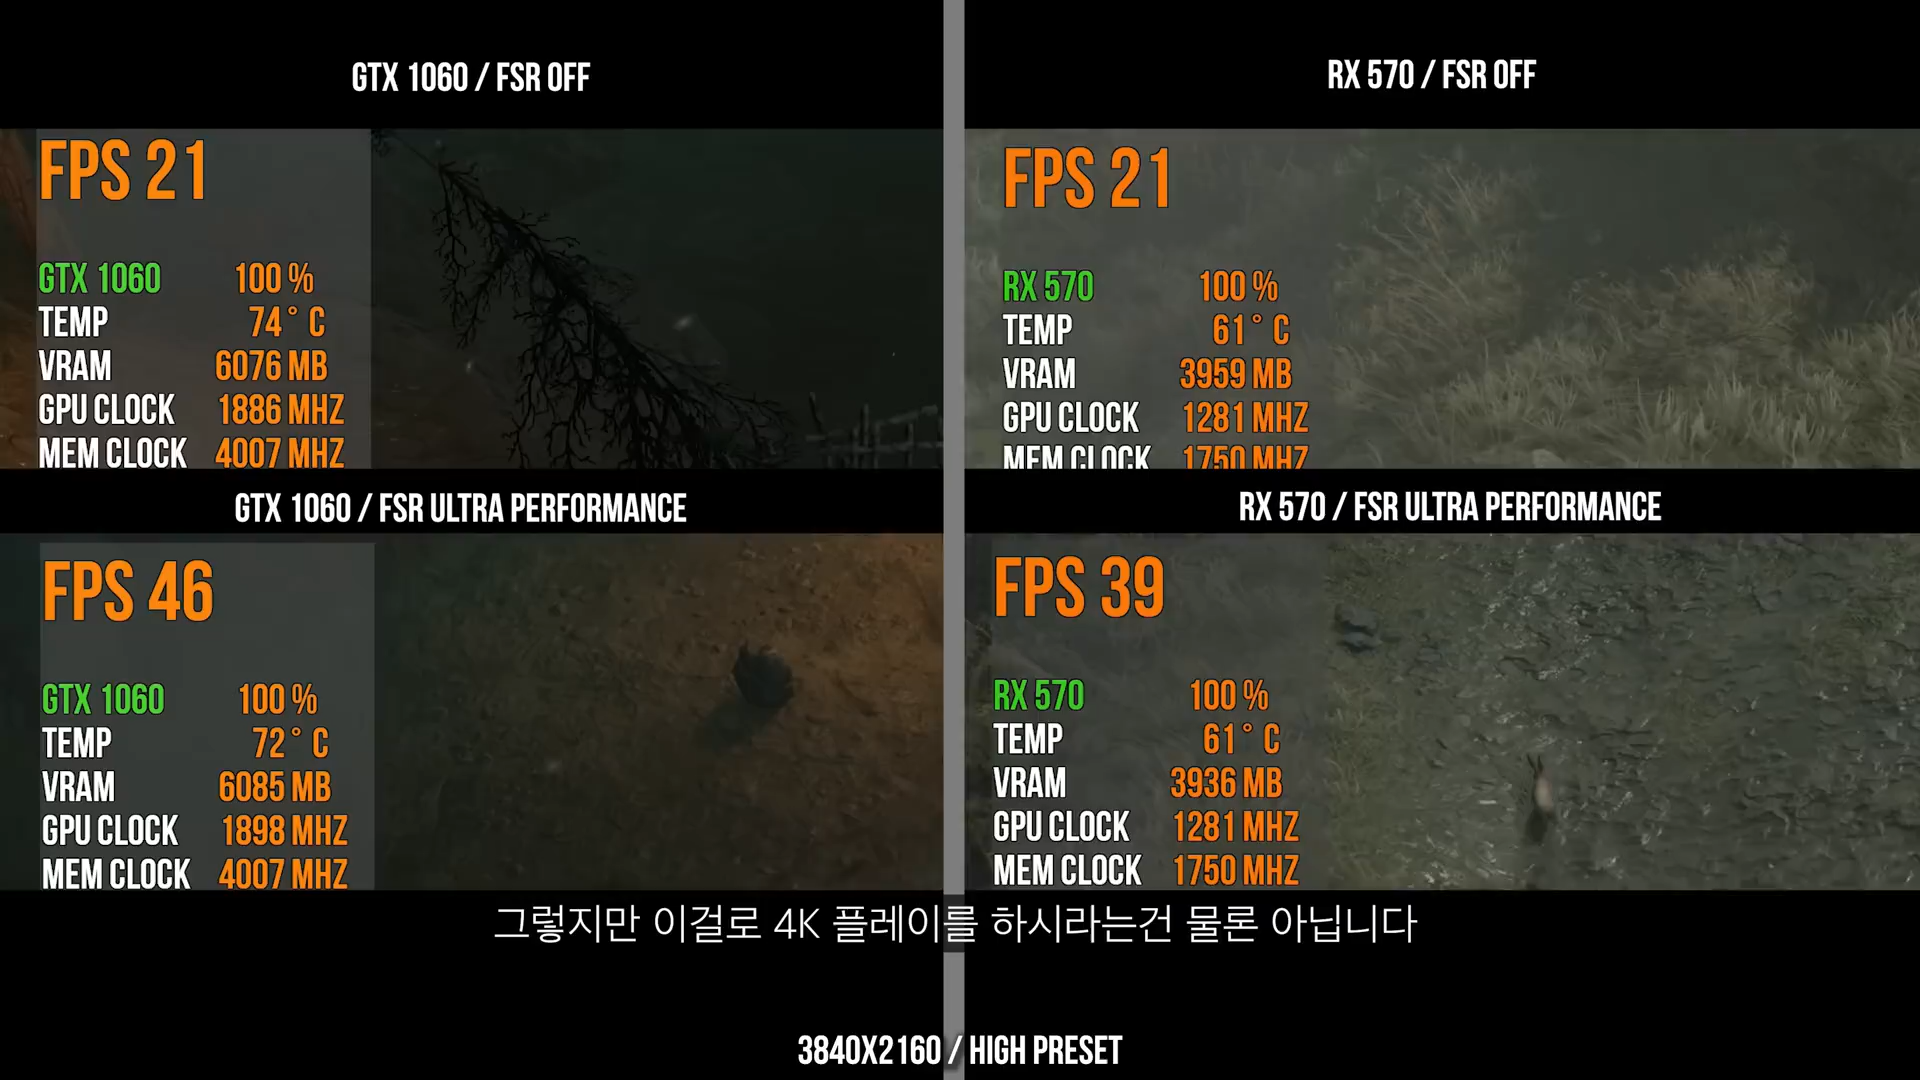 GTX 1060 / FSR OFF
FPS 21
GTX 1060 100 %
TEMP 74° C
VRAM 6076 MB
GPU CLOCK 1886 MHZ
MEM CLOCK 4007 MHZ
RX 570 / FSR OFF
FPS 21
RX 570 100 %
TEMP 61° C
VRAM 3959 MB
GPU CLOCK 1281 MHZ
MEM CLOCK 1750 MHZ
GTX 1060 / FSR ULTRA PERFORMANCE
FPS 46
GTX 1060 100 %
TEMP 72° C
VRAM 6085 MB
GPU CLOCK 1898 MHZ
MEM CLOCK 4007 MHZ
RX 570 / FSR ULTRA PERFORMANCE
FPS 39
RX 570 100 %
TEMP 61° C
VRAM 3936 MB
GPU CLOCK 1281 MHZ
MEM CLOCK 1750 MHZ
그렇지만 이걸로 4K 플레이를 하시라는건 물론 아닙니다
3840X2160 / HIGH PRESET